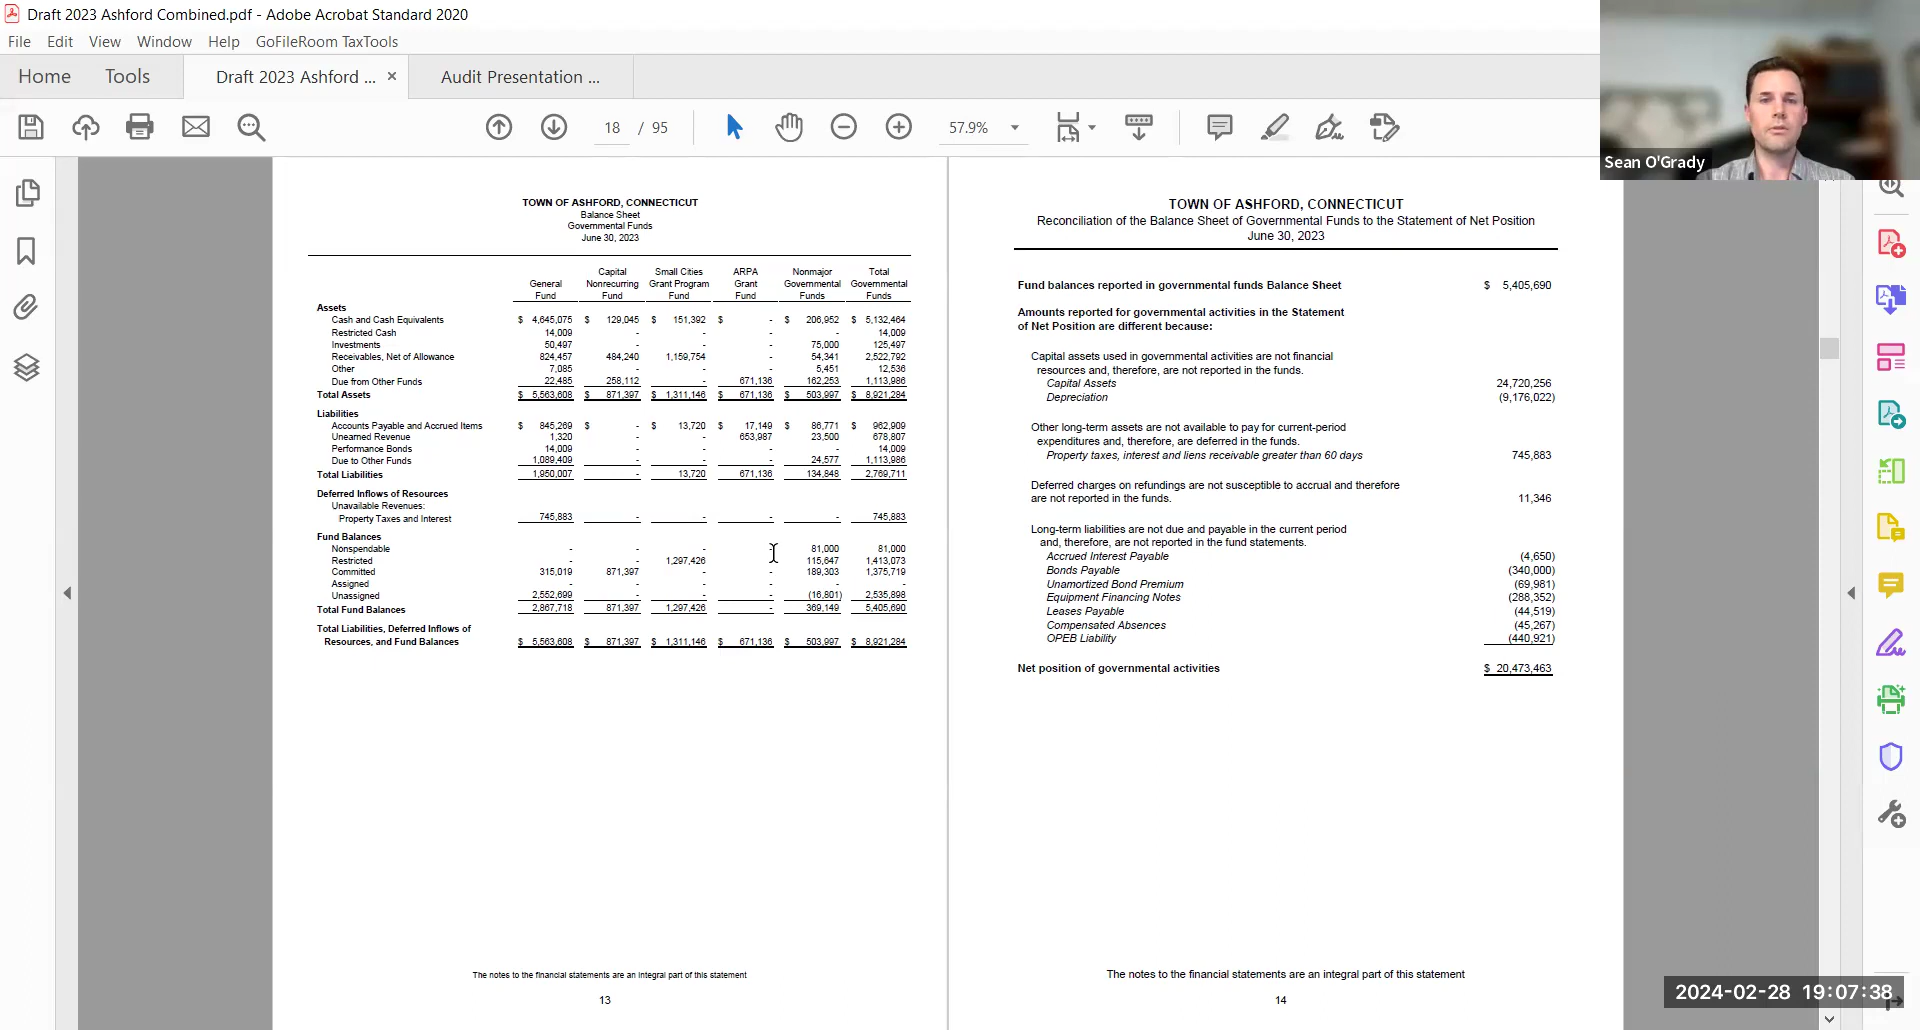 Draft 2023 Ashford Combined.pdf - Adobe Acrobat Standard 2020
File Edit View Window Help GoFileRoom TaxTools
Home Tools Draft 2023 Ashford ... × Audit Presentation ...
18 / 95 57.9%
Sean O'Grady
TOWN OF ASHFORD, CONNECTICUT
Balance Sheet
Governmental Funds
June 30, 2023
Capital Small Cities ARPA Nonmajor Total
General Nonrecurring Grant Program Grant Governmental Governmental
Fund Fund Fund Fund Funds Funds
Assets
Cash and Cash Equivalents $ 4,645,075 $ 129,045 $ 151,392 $ - $ 206,952 $ 5,132,464
Restricted Cash 14,009 - - - - 14,009
Investments 50,497 - - - 75,000 125,497
Receivables, Net of Allowance 824,457 484,240 1,159,754 - 54,341 2,522,792
Other 7,085 - - - 5,451 12,536
Due from Other Funds 22,485 258,112 - 671,136 162,253 1,113,986
Total Assets $ 5,563,608 $ 871,397 $ 1,311,146 $ 671,136 $ 503,997 $ 8,921,284
Liabilities
Accounts Payable and Accrued Items $ 845,269 $ - $ 13,720 $ 17,149 $ 86,771 $ 962,909
Unearned Revenue 1,320 - - 653,987 23,500 678,807
Performance Bonds 14,009 - - - - 14,009
Due to Other Funds 1,089,409 - - - 24,577 1,113,986
Total Liabilities 1,950,007 - 13,720 671,136 134,848 2,769,711
Deferred Inflows of Resources
Unavailable Revenues:
Property Taxes and Interest 745,883 - - - - 745,883
Fund Balances
Nonspendable - - - - 81,000 81,000
Restricted - - 1,297,426 - 115,647 1,413,073
Committed 315,019 871,397 - - 189,303 1,375,719
Assigned - - - - - -
Unassigned 2,552,699 - - - (16,801) 2,535,898
Total Fund Balances 2,867,718 871,397 1,297,426 - 369,149 5,405,690
Total Liabilities, Deferred Inflows of
Resources, and Fund Balances $ 5,563,608 $ 871,397 $ 1,311,146 $ 671,136 $ 503,997 $ 8,921,284
The notes to the financial statements are an integral part of this statement
13
TOWN OF ASHFORD, CONNECTICUT
Reconciliation of the Balance Sheet of Governmental Funds to the Statement of Net Position
June 30, 2023
Fund balances reported in governmental funds Balance Sheet $ 5,405,690
Amounts reported for governmental activities in the Statement
of Net Position are different because:
Capital assets used in governmental activities are not financial
resources and, therefore, are not reported in the funds.
Capital Assets 24,720,256
Depreciation (9,176,022)
Other long-term assets are not available to pay for current-period
expenditures and, therefore, are deferred in the funds.
Property taxes, interest and liens receivable greater than 60 days 745,883
Deferred charges on refundings are not susceptible to accrual and therefore
are not reported in the funds. 11,346
Long-term liabilities are not due and payable in the current period
and, therefore, are not reported in the fund statements.
Accrued Interest Payable (4,650)
Bonds Payable (340,000)
Unamortized Bond Premium (69,981)
Equipment Financing Notes (288,352)
Leases Payable (44,519)
Compensated Absences (45,267)
OPEB Liability (440,921)
Net position of governmental activities $ 20,473,463
The notes to the financial statements are an integral part of this statement
14
2024-02-28 19:07:38